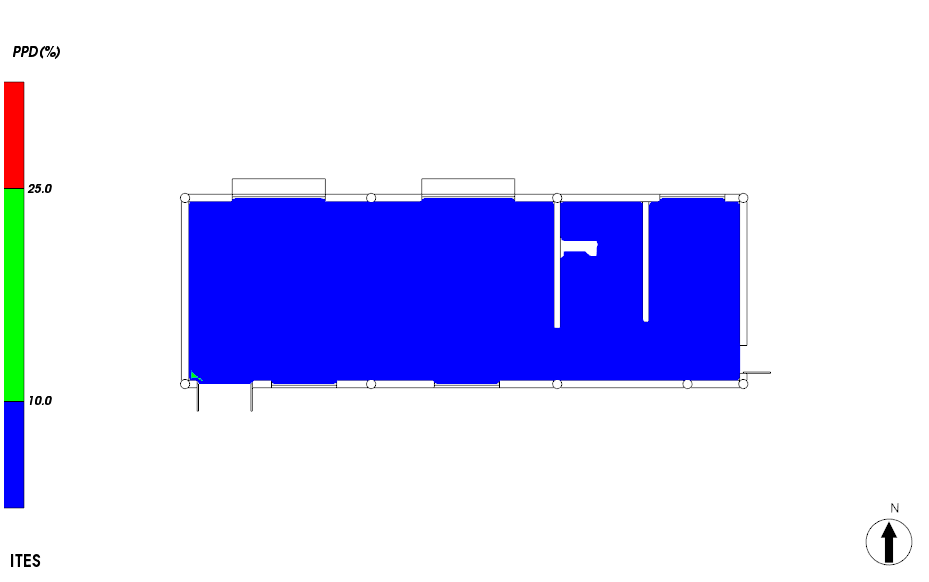 PPD(%)
25.0
10.0
N
ITES